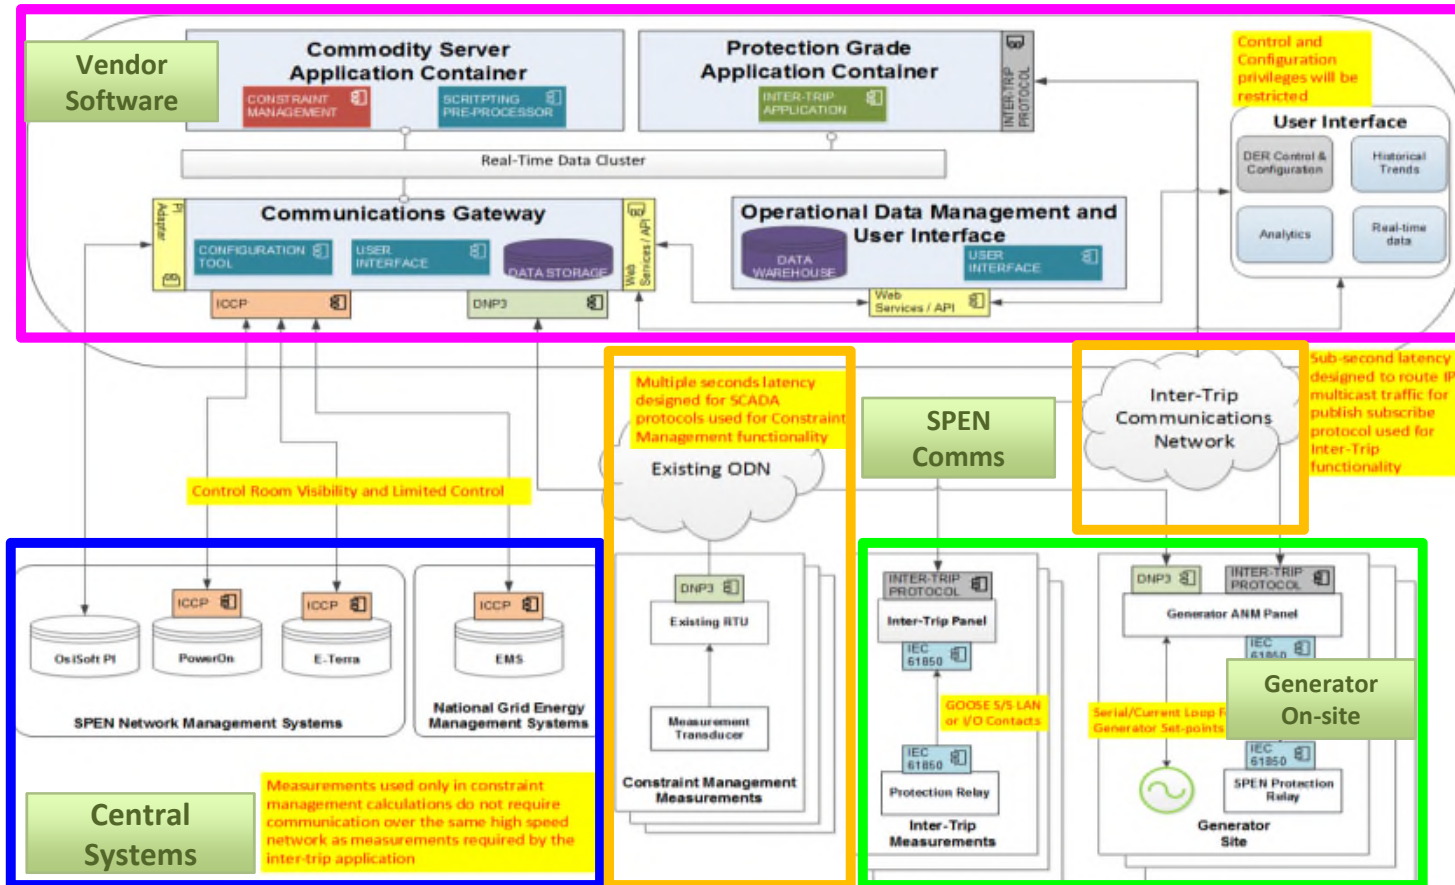 Vendor
Software
Commodity Server
Application Container
CONSTRAINT
MANAGEMENT
SCRITPTING
PRE-PROCESSOR
Protection Grade
Application Container
INTER-TRIP
APPLICATION
INTER-TRIP
PROTOCOL
Control and
Configuration
privileges will be
restricted
User Interface
DER Control &
Configuration
Historical
Trends
Analytics
Real-time
data
Real-Time Data Cluster
PI
Adapter
Communications Gateway
CONFIGURATION
TOOL
USER
INTERFACE
DATA STORAGE
Web
Services / API
ICCP
DNP3
Operational Data Management and
User Interface
DATA
WAREHOUSE
USER
INTERFACE
Web
Services / API
Multiple seconds latency
designed for SCADA
protocols used for Constraint
Management functionality
Existing ODN
SPEN
Comms
Inter-Trip
Communications
Network
Sub-second latency
designed to route IP
multicast traffic for
publish subscribe
protocol used for
Inter-Trip
functionality
Control Room Visibility and Limited Control
ICCP
ICCP
ICCP
OsiSoft PI
PowerOn
E-Terra
EMS
SPEN Network Management Systems
National Grid Energy
Management Systems
Central
Systems
Measurements used only in constraint
management calculations do not require
communication over the same high speed
network as measurements required by the
inter-trip application
DNP3
Existing RTU
Measurement
Transducer
Constraint Management
Measurements
INTER-TRIP
PROTOCOL
Inter-Trip Panel
IEC
61850
GOOSE S/S LAN
or I/O Contacts
IEC
61850
Protection Relay
Inter-Trip
Measurements
DNP3
INTER-TRIP
PROTOCOL
Generator ANM Panel
IEC
61850
Generator
On-site
Serial/Current Loop
Generator Set-points
IEC
61850
SPEN Protection
Relay
Generator
Site